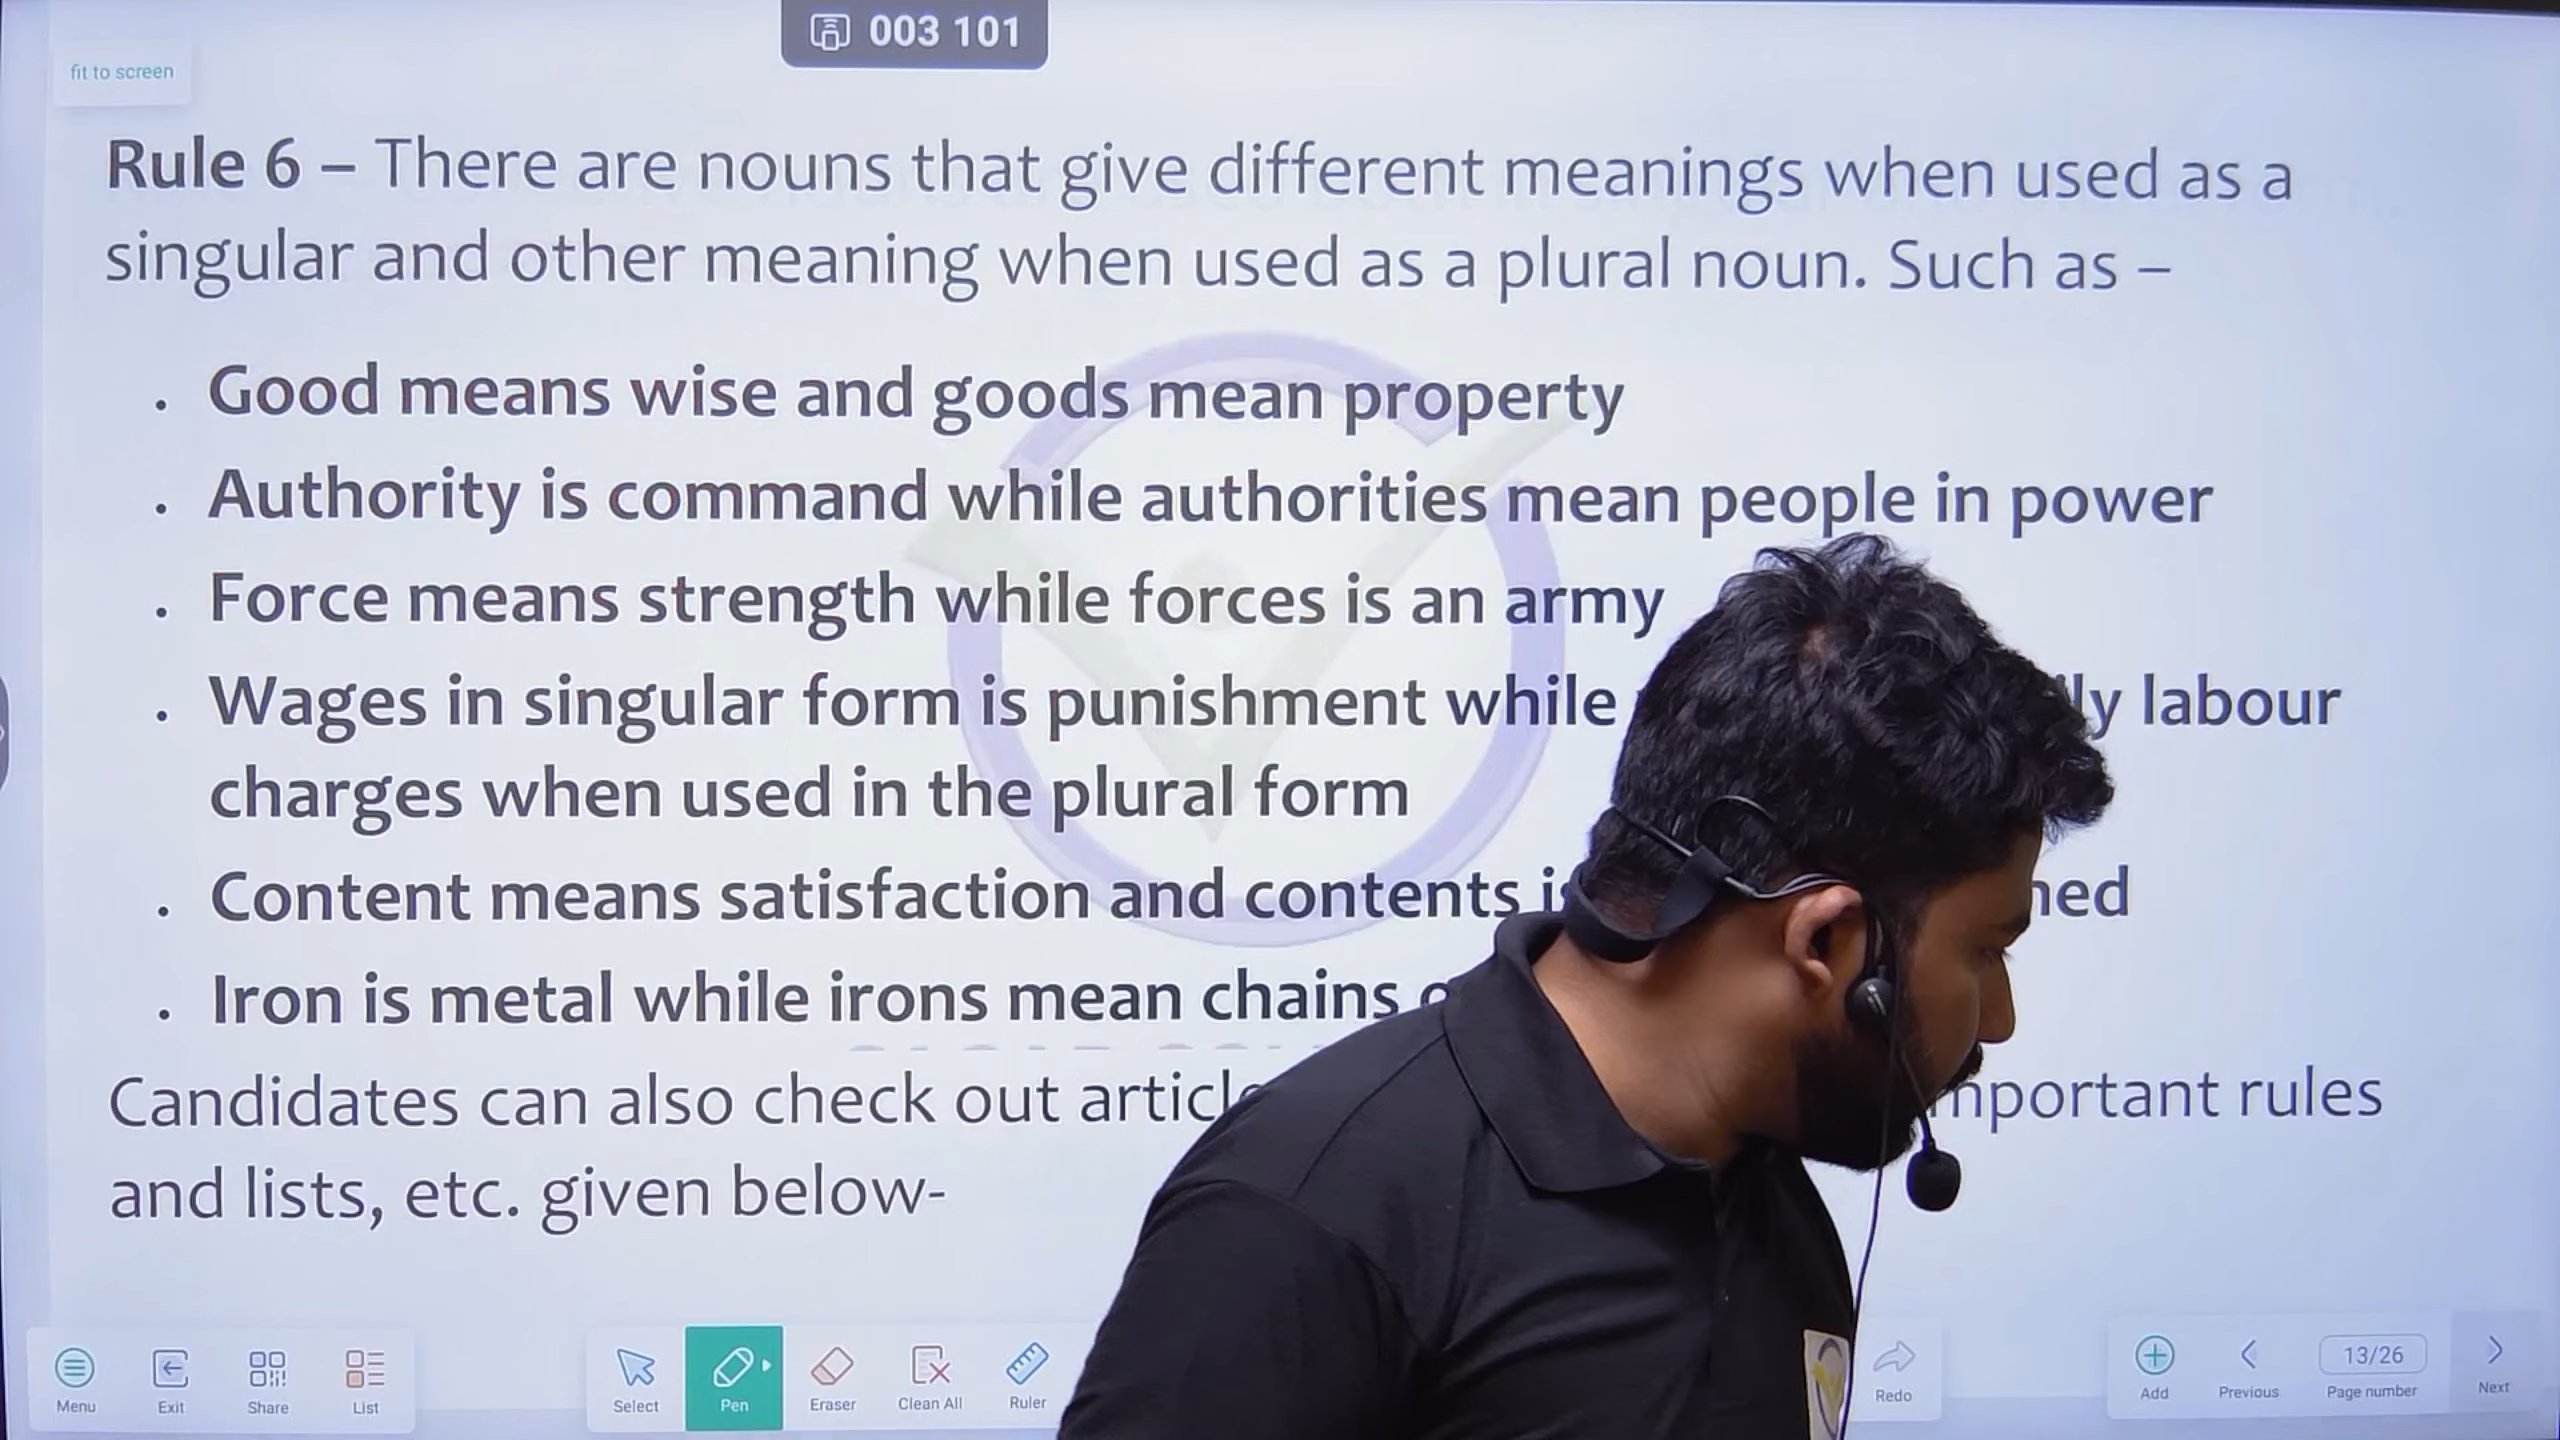 003 101
fit to screen
Rule 6 – There are nouns that give different meanings when used as a
singular and other meaning when used as a plural noun. Such as –
. Good means wise and goods mean property
. Authority is command while authorities mean people in power
. Force means strength while forces is an army
. Wages in singular form is punishment while labour
charges when used in the plural form
. Content means satisfaction and contents
. Iron is metal while irons mean chains
Candidates can also check out rules
and lists, etc. given below-
Menu Exit Share List Select Pen Eraser Clean All Ruler Redo Add Previous 13/26 Page number Next